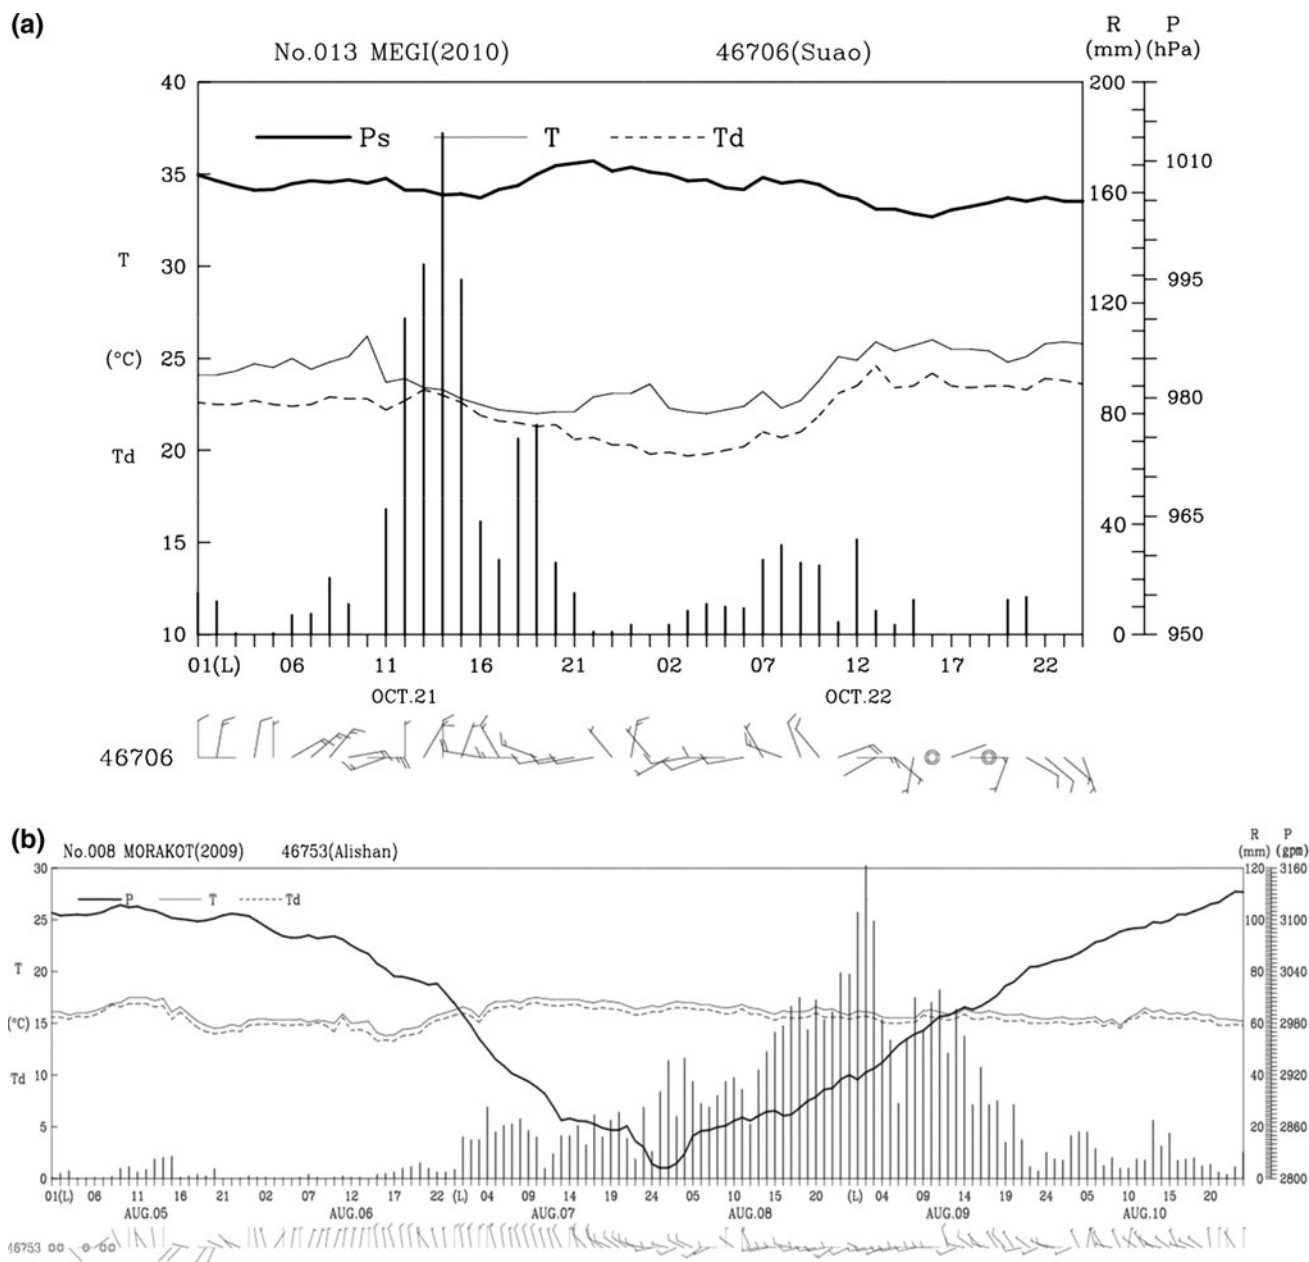 (a)
No.013 MEGI(2010) 46706(Suao) R P
(mm) (hPa)
40 200
Ps T Td
35 1010
160
T
30 995
120
(°C) 25
980
80
20
Td
965
40
15
10 0 950
01(L) 06 11 16 21 02 07 12 17 22
OCT.21 OCT.22
46706
(b)
No.008 MORAKOT(2009) 46753(Alishan) R P
(mm) (gpm)
30 120 3160
P T Td
25 100 3100
T 20 80 3040
(°C) 15 60 2980
Td 10 40 2920
5 20 2860
0 0 2800
01(L) 06 11 16 21 02 07 12 17 22 (L) 04 09 14 19 24 05 10 15 20 (L) 04 09 14 19 24 05 10 15 20
AUG.05 AUG.06 AUG.07 AUG.08 AUG.09 AUG.10
46753